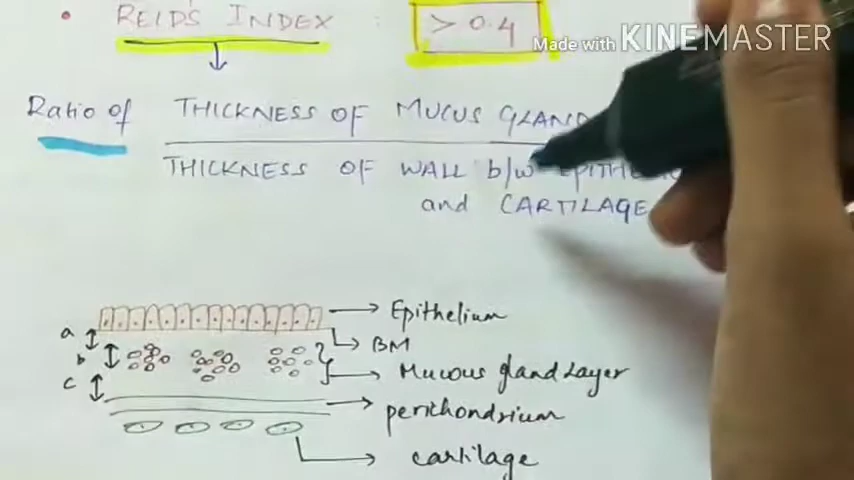 • REID'S INDEX : > 0.4
Made with KINEMASTER
Ratio of THICKNESS OF MUCUS GLAND
THICKNESS OF WALL b/w
and CARTILAGE
Epithelium
a
BM
b
Mucous gland Layer
c
perichondrium
cartilage